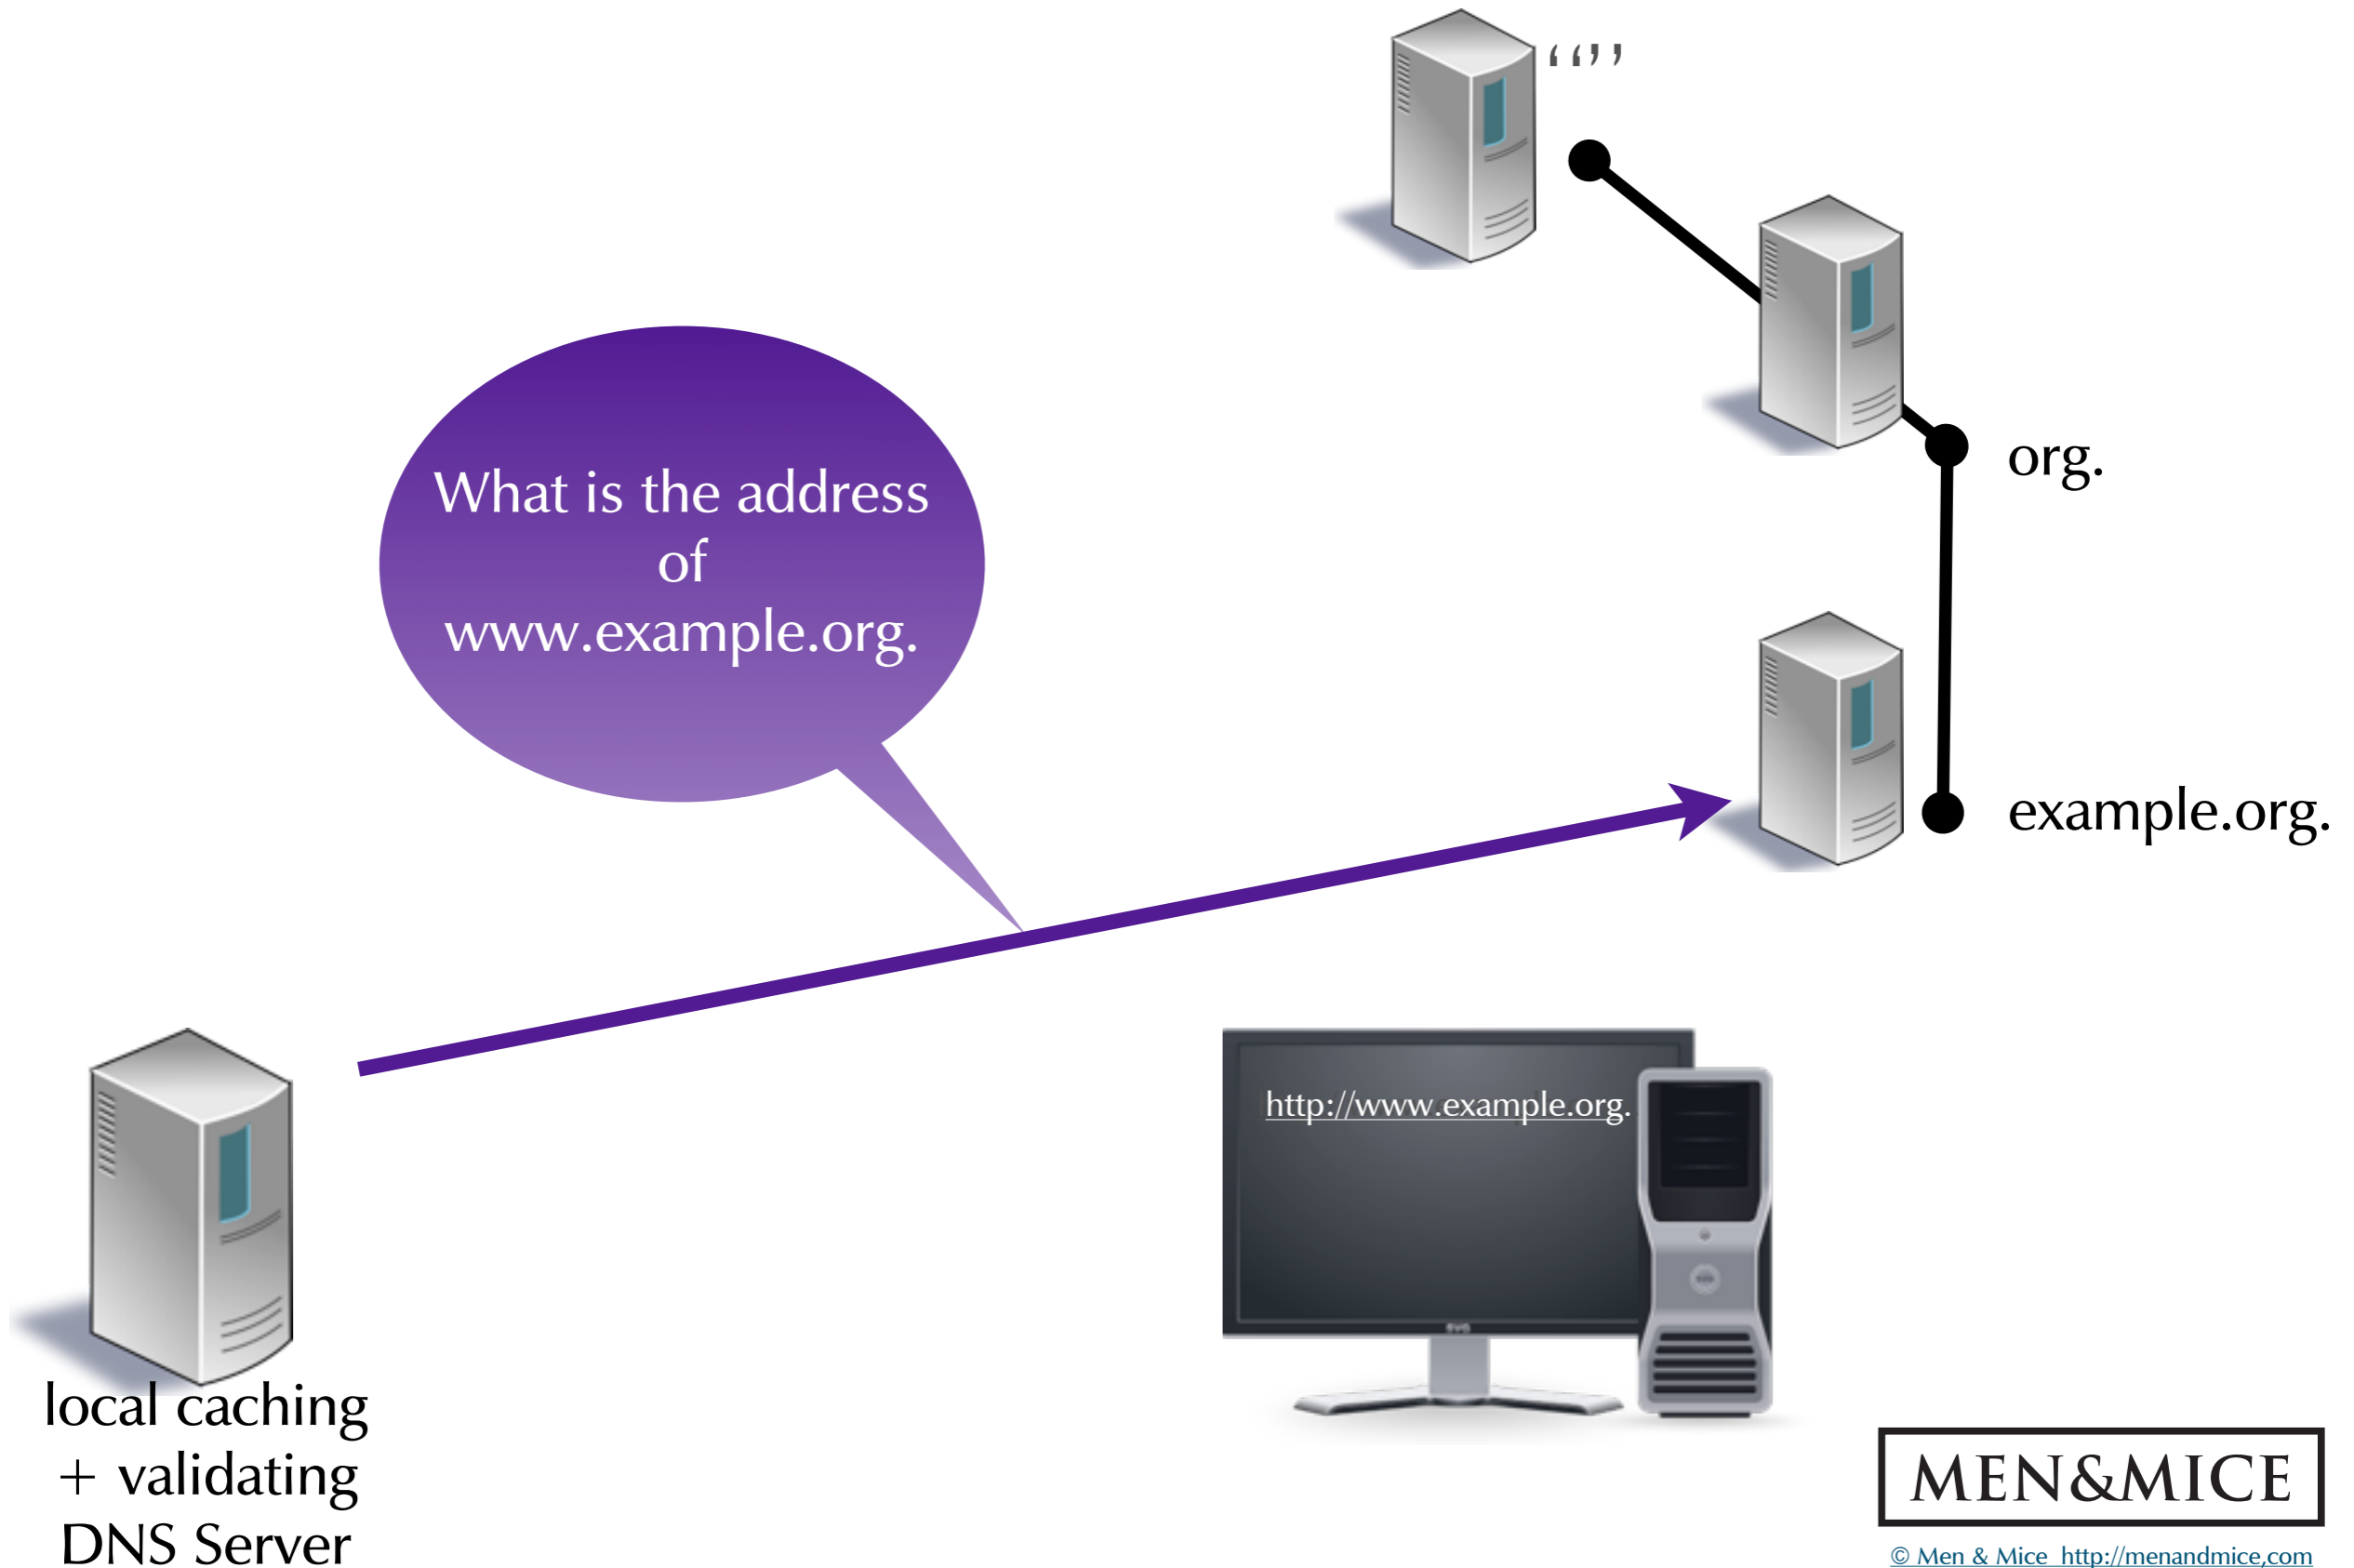 “”
org.
What is the address
of
www.example.org.
example.org.
http://www.example.org.
local caching
+ validating
DNS Server
MEN&MICE
© Men & Mice http://menandmice,com